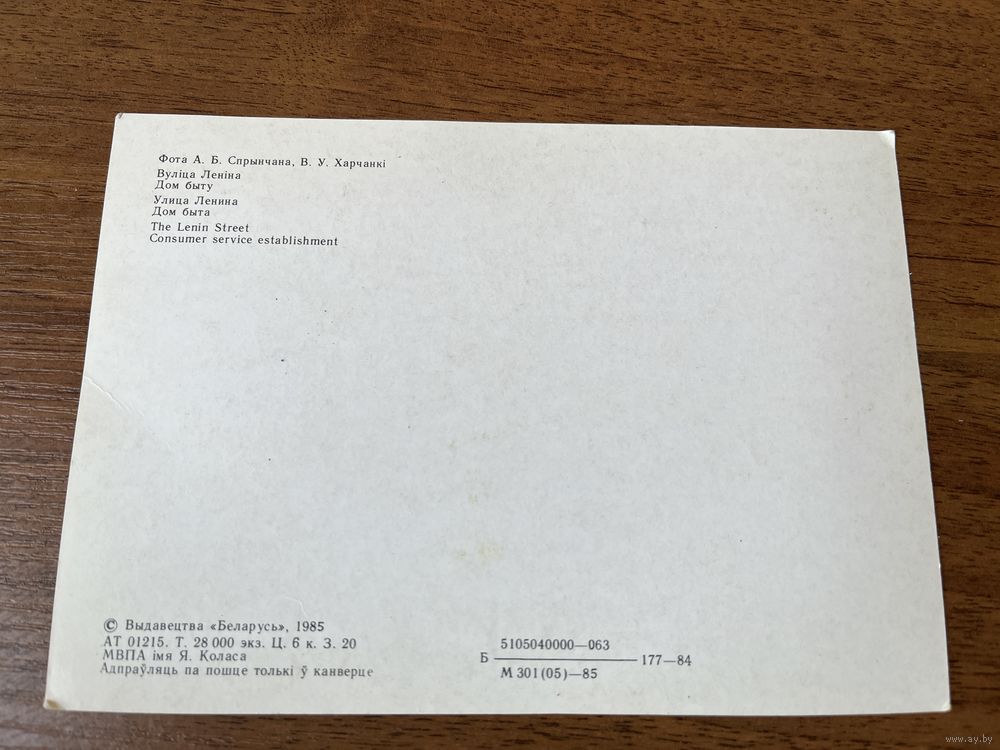 Фота А. Б. Спрынчана, В. У. Харчанкі
Вуліца Леніна
Дом быту
Улица Ленина
Дом быта
The Lenin Street
Consumer service establishment
© Выдавецтва «Беларусь», 1985
АТ 01215. Т. 28 000 экз. Ц. 6 к. З. 20
МВПА імя Я. Коласа
Адпраўляць па пошце толькі ў канверце
5105040000—063
Б ——— 177—84
М 301(05)—85
www.ay.by